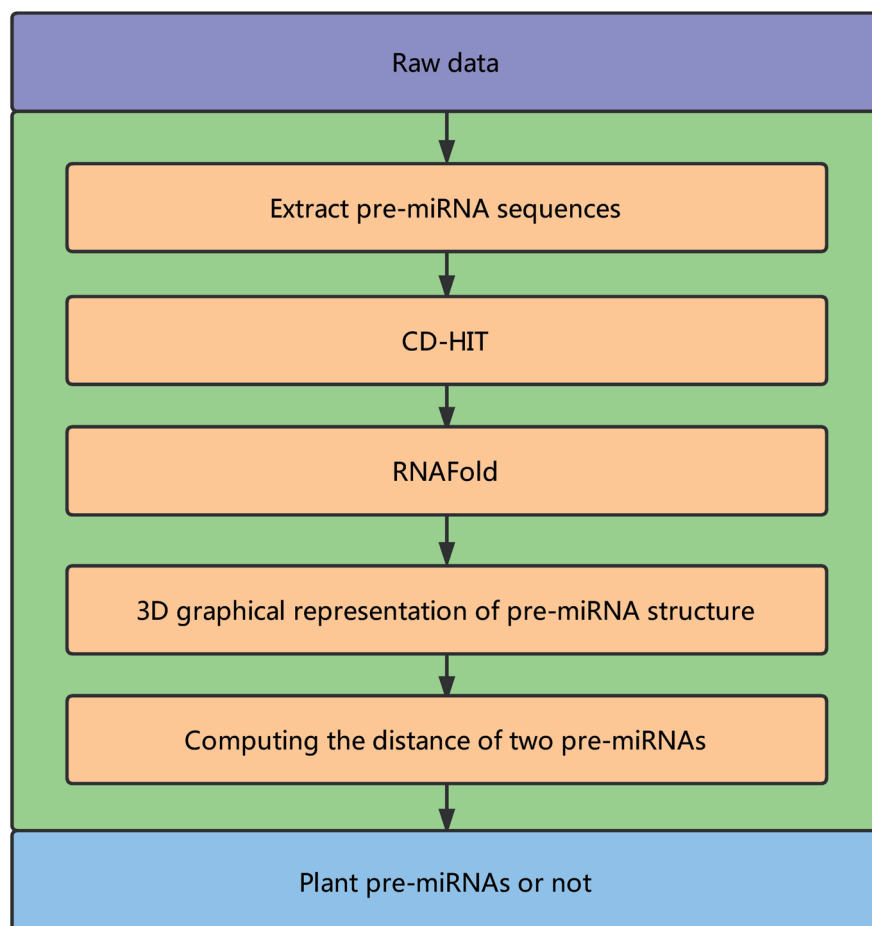 Raw data
Extract pre-miRNA sequences
CD-HIT
RNAFold
3D graphical representation of pre-miRNA structure
Computing the distance of two pre-miRNAs
Plant pre-miRNAs or not